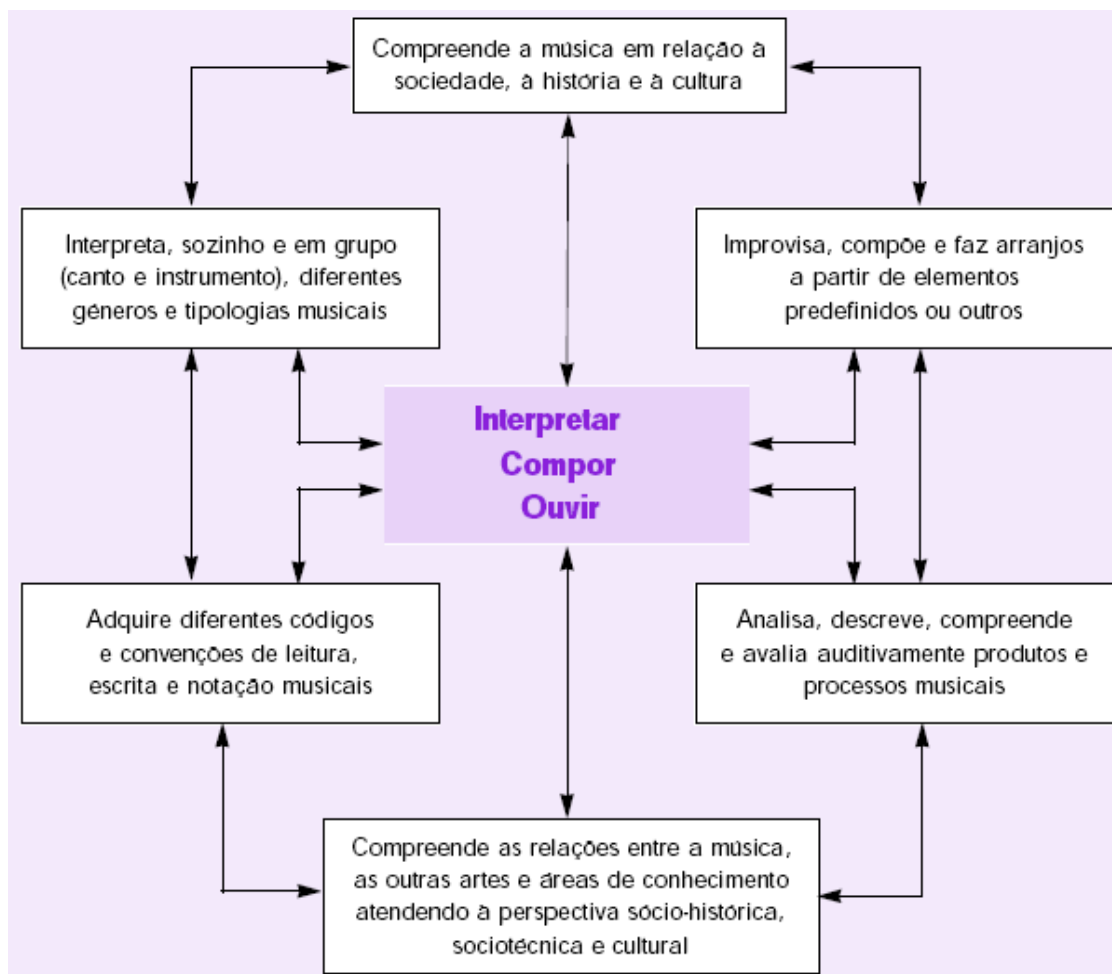 Compreende a música em relação à
sociedade, à história e à cultura
Interpreta, sozinho e em grupo
(canto e instrumento), diferentes
géneros e tipologias musicais
Improvisa, compõe e faz arranjos
a partir de elementos
predefinidos ou outros
Interpretar
Compor
Ouvir
Adquire diferentes códigos
e convenções de leitura,
escrita e notação musicais
Analisa, descreve, compreende
e avalia auditivamente produtos e
processos musicais
Compreende as relações entre a música,
as outras artes e áreas de conhecimento
atendendo à perspectiva sócio-histórica,
sociotécnica e cultural